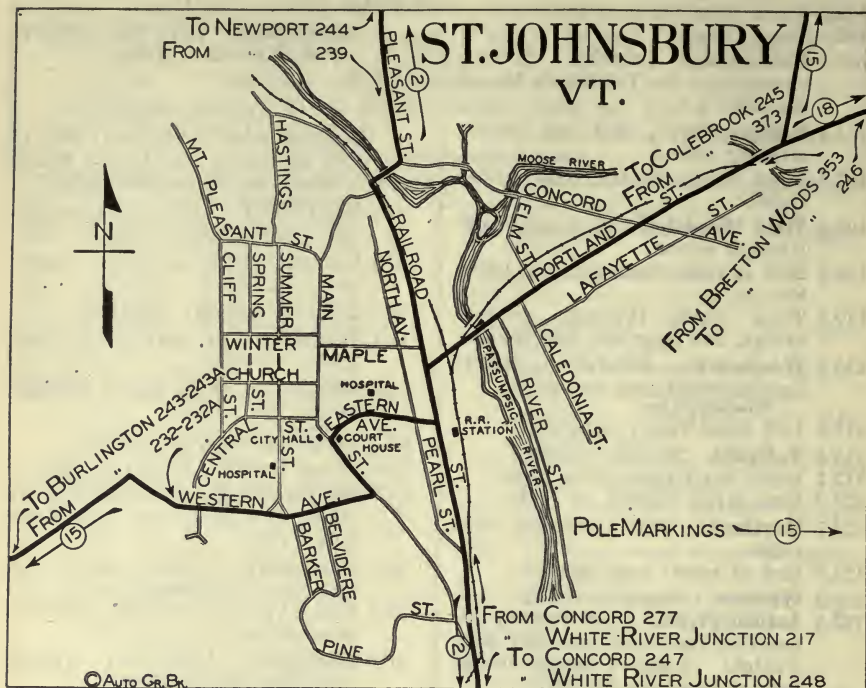 ST. JOHNSBURY
VT.
To NEWPORT 244
FROM " 239
PLEASANT ST.
2
15
18
To COLEBROOK 245
FROM " 373
FROM BRETTON WOODS 353
To " 246
MOOSE RIVER
CONCORD AVE.
ELM ST.
PORTLAND ST.
LAFAYETTE ST.
HASTINGS
MT. PLEASANT ST.
N
CLIFF ST.
SPRING ST.
SUMMER ST.
MAIN ST.
RAILROAD ST.
NORTH AV.
WINTER
MAPLE
CHURCH
HOSPITAL
EASTERN AVE.
CITY HALL
COURT HOUSE
R.R. STATION
PASSUMPSIC RIVER
RIVER ST.
CALEDONIA ST.
PEARL ST.
CENTRAL
HOSPITAL
WESTERN AVE.
To BURLINGTON 243-243A
FROM " 232-232A
15
BARKER
BELVIDERE
PINE ST.
POLE MARKINGS 15
2
FROM CONCORD 277
" WHITE RIVER JUNCTION 217
To CONCORD 247
" WHITE RIVER JUNCTION 248
© AUTO GR. BK.